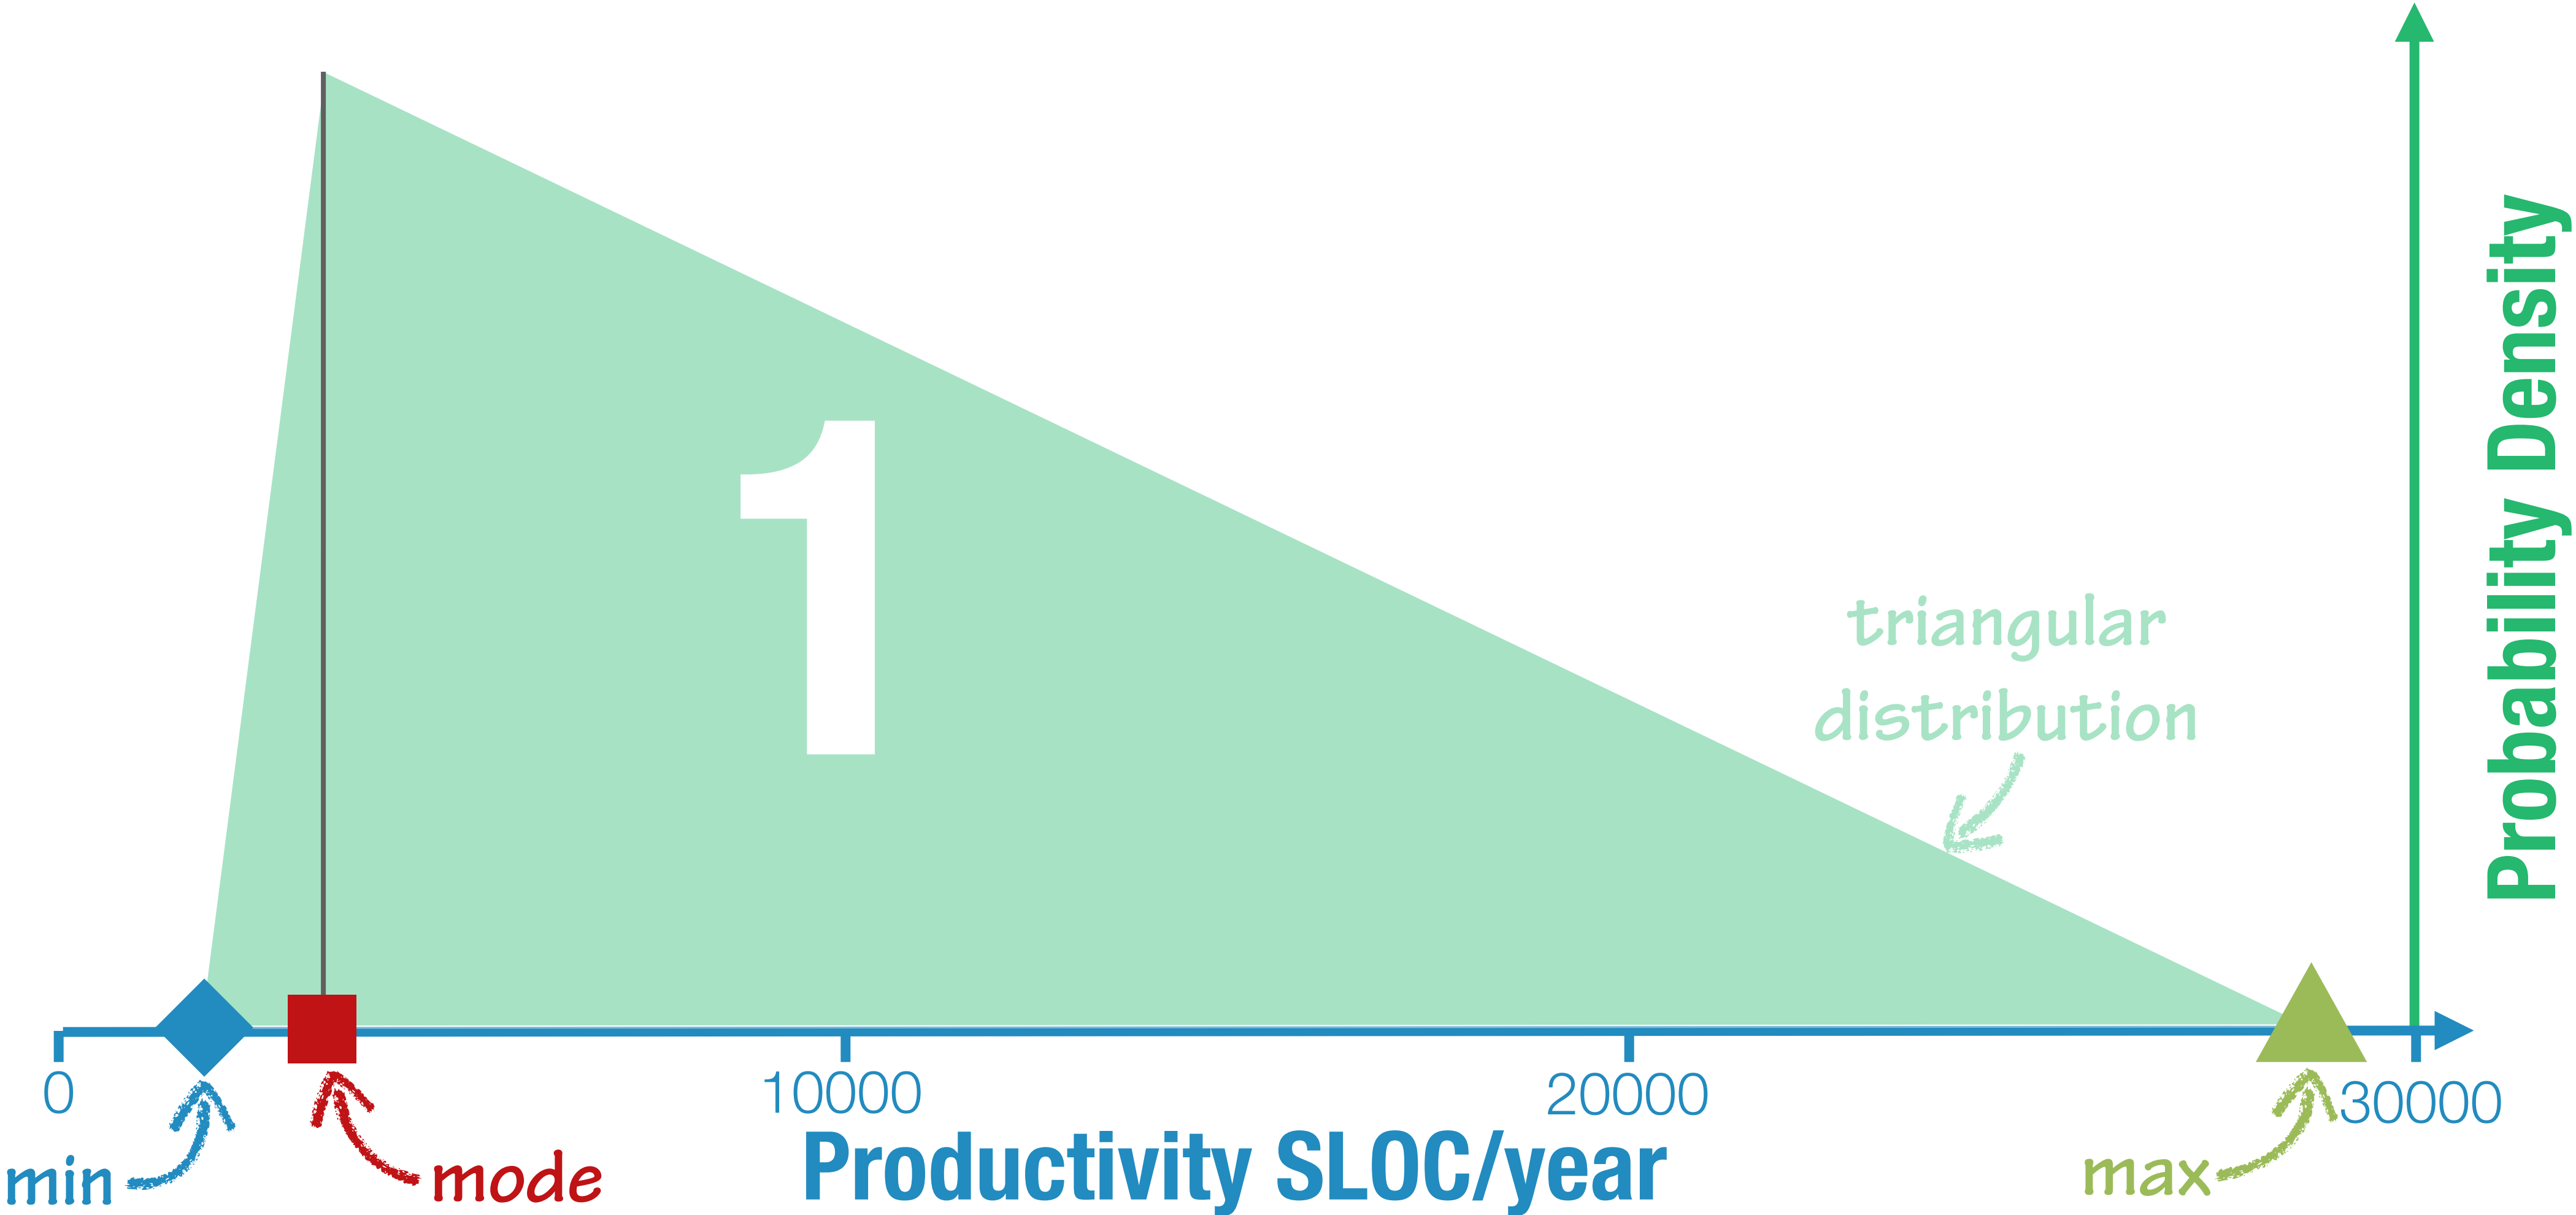 1
triangular
distribution
Probability Density
0
10000
20000
30000
min
mode
Productivity SLOC/year
max